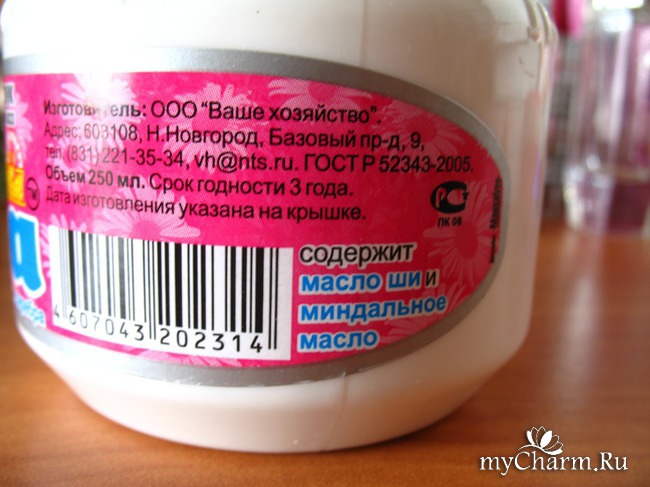 Изготовитель: ООО "Ваше хозяйство".
Адрес: 603108, Н.Новгород, Базовый пр-д, 9,
тел. (831) 221-35-34, vh@nts.ru. ГОСТ Р 52343-2005.
Объем 250 мл. Срок годности 3 года.
Дата изготовления указана на крышке.
РСТ
ЛК 08
содержит
масло ши и
миндальное
масло
4 607043 202314
myCharm.Ru